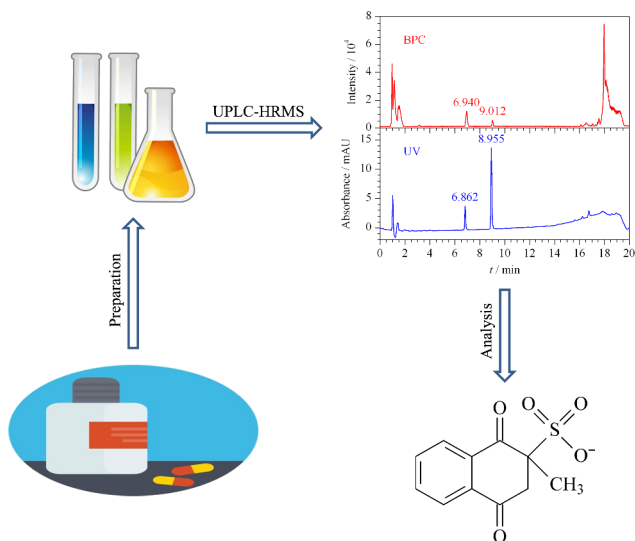 UPLC-HRMS
Preparation
Analysis
BPC
Intensity / 10⁴
8
6
4
2
0
6.940
9.012
UV
Absorbance / mAU
15
10
5
0
6.862
8.955
0 2 4 6 8 10 12 14 16 18 20
t / min
O
O
O
S
O⁻
CH₃
O